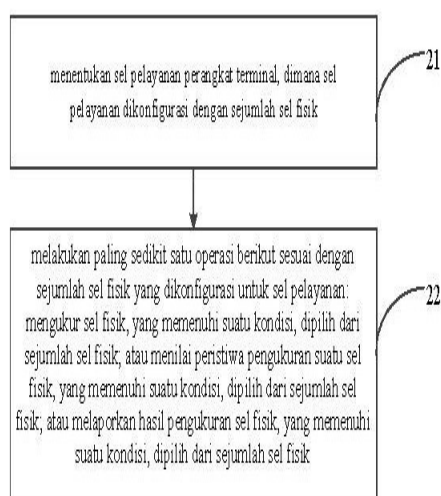 menentukan sel pelayanan perangkat terminal, dimana sel
pelayanan dikonfigurasi dengan sejumlah sel fisik
21
melakukan paling sedikit satu operasi berikut sesuai dengan
sejumlah sel fisik yang dikonfigurasi untuk sel pelayanan:
mengukur sel fisik, yang memenuhi suatu kondisi, dipilih dari
sejumlah sel fisik; atau menilai peristiwa pengukuran suatu sel
fisik, yang memenuhi suatu kondisi, dipilih dari sejumlah sel
fisik; atau melaporkan hasil pengukuran sel fisik, yang memenuhi
suatu kondisi, dipilih dari sejumlah sel fisik
22